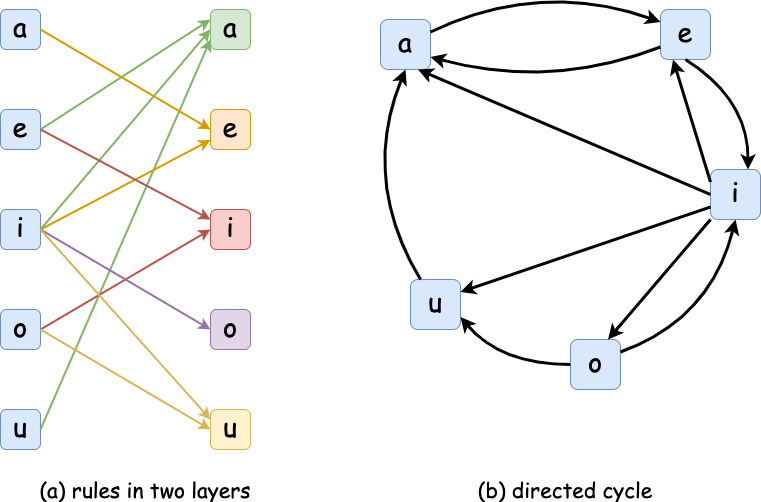 a
a
e
e
i
i
o
o
u
u
(a) rules in two layers
a
e
i
u
o
(b) directed cycle